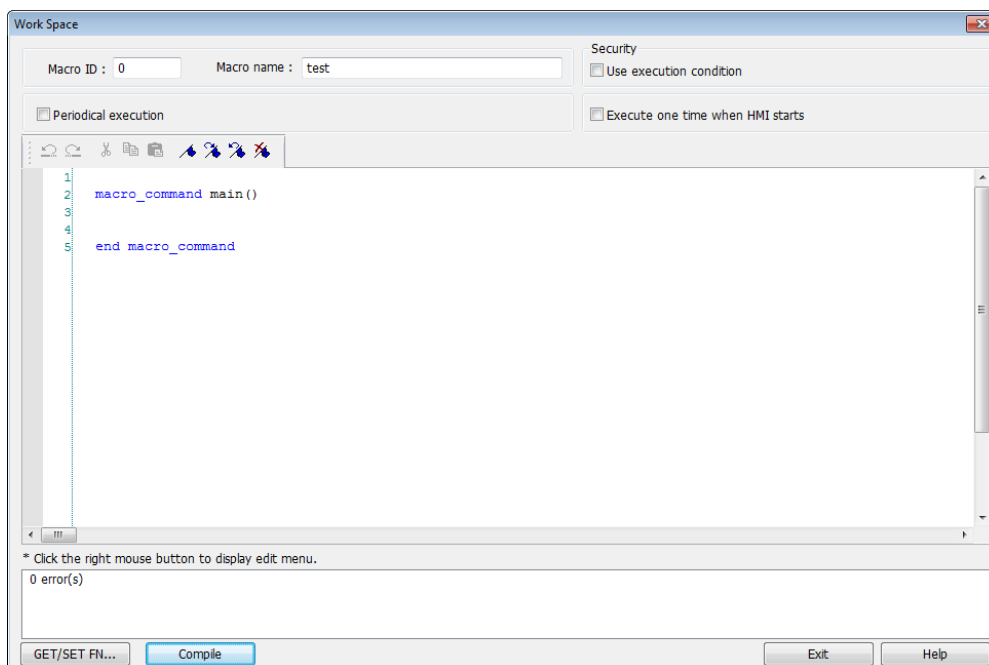 Work Space
Security
Macro ID : 0 Macro name : test
Use execution condition
Periodical execution
Execute one time when HMI starts
1
2 macro_command main()
3
4
5 end macro_command
* Click the right mouse button to display edit menu.
0 error(s)
GET/SET FN... Compile Exit Help